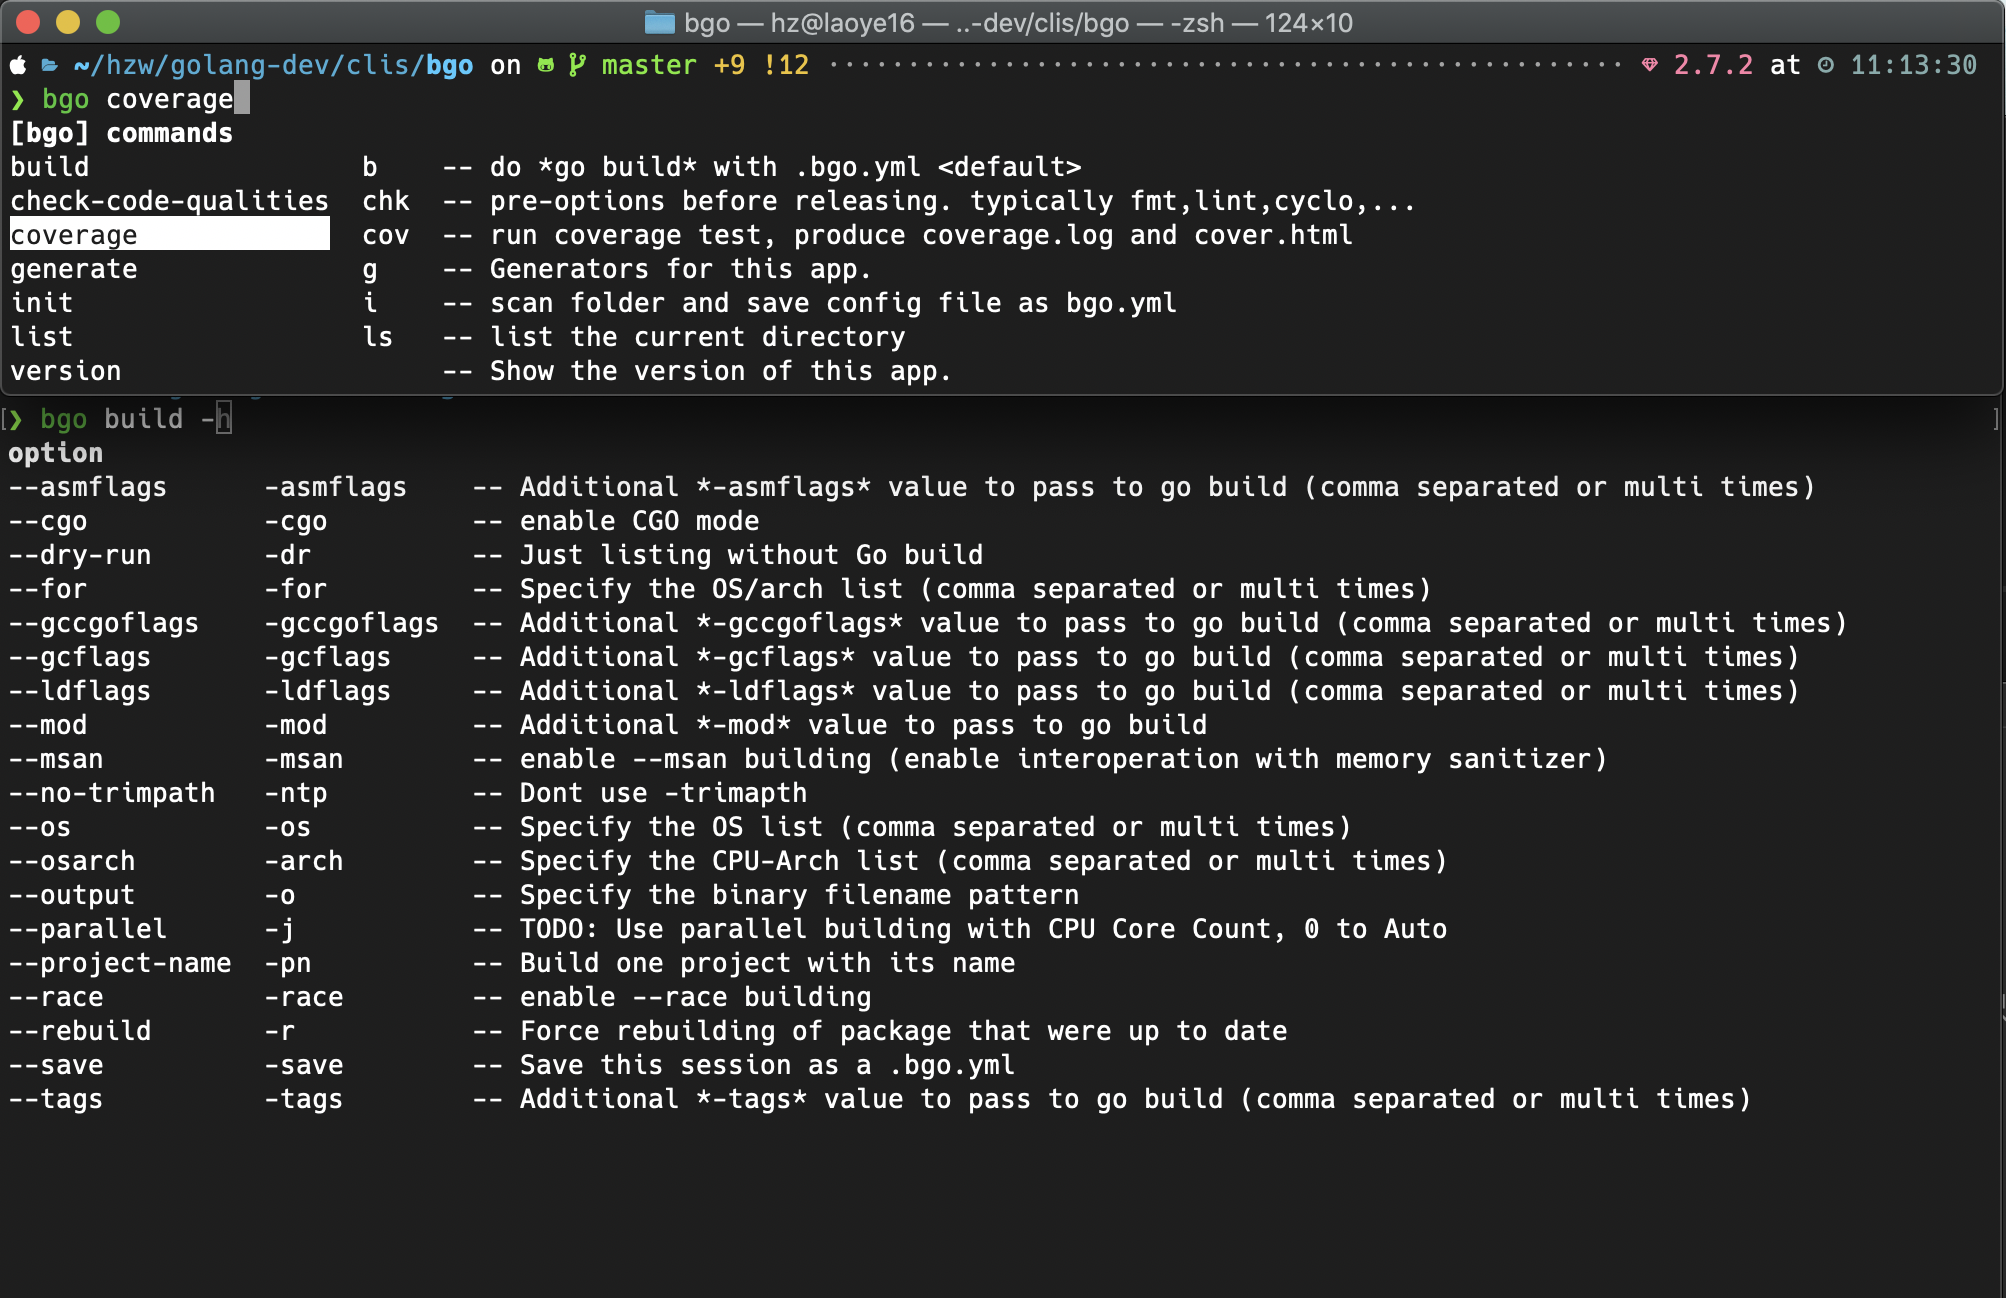 bgo — hz@laoye16 — ..-dev/clis/bgo — -zsh — 124×10
~/hzw/golang-dev/clis/bgo on master +9 !12 ·················································· 2.7.2 at 11:13:30
❯ bgo coverage
[bgo] commands
build                 b    -- do *go build* with .bgo.yml <default>
check-code-qualities  chk  -- pre-options before releasing. typically fmt,lint,cyclo,...
coverage              cov  -- run coverage test, produce coverage.log and cover.html
generate              g    -- Generators for this app.
init                  i    -- scan folder and save config file as bgo.yml
list                  ls   -- list the current directory
version                    -- Show the version of this app.
[❯ bgo build -h ]
option
--asmflags      -asmflags    -- Additional *-asmflags* value to pass to go build (comma separated or multi times)
--cgo           -cgo         -- enable CGO mode
--dry-run       -dr          -- Just listing without Go build
--for           -for         -- Specify the OS/arch list (comma separated or multi times)
--gccgoflags    -gccgoflags  -- Additional *-gccgoflags* value to pass to go build (comma separated or multi times)
--gcflags       -gcflags     -- Additional *-gcflags* value to pass to go build (comma separated or multi times)
--ldflags       -ldflags     -- Additional *-ldflags* value to pass to go build (comma separated or multi times)
--mod           -mod         -- Additional *-mod* value to pass to go build
--msan          -msan        -- enable --msan building (enable interoperation with memory sanitizer)
--no-trimpath   -ntp         -- Dont use -trimapth
--os            -os          -- Specify the OS list (comma separated or multi times)
--osarch        -arch        -- Specify the CPU-Arch list (comma separated or multi times)
--output        -o           -- Specify the binary filename pattern
--parallel      -j           -- TODO: Use parallel building with CPU Core Count, 0 to Auto
--project-name  -pn          -- Build one project with its name
--race          -race        -- enable --race building
--rebuild       -r           -- Force rebuilding of package that were up to date
--save          -save        -- Save this session as a .bgo.yml
--tags          -tags        -- Additional *-tags* value to pass to go build (comma separated or multi times)